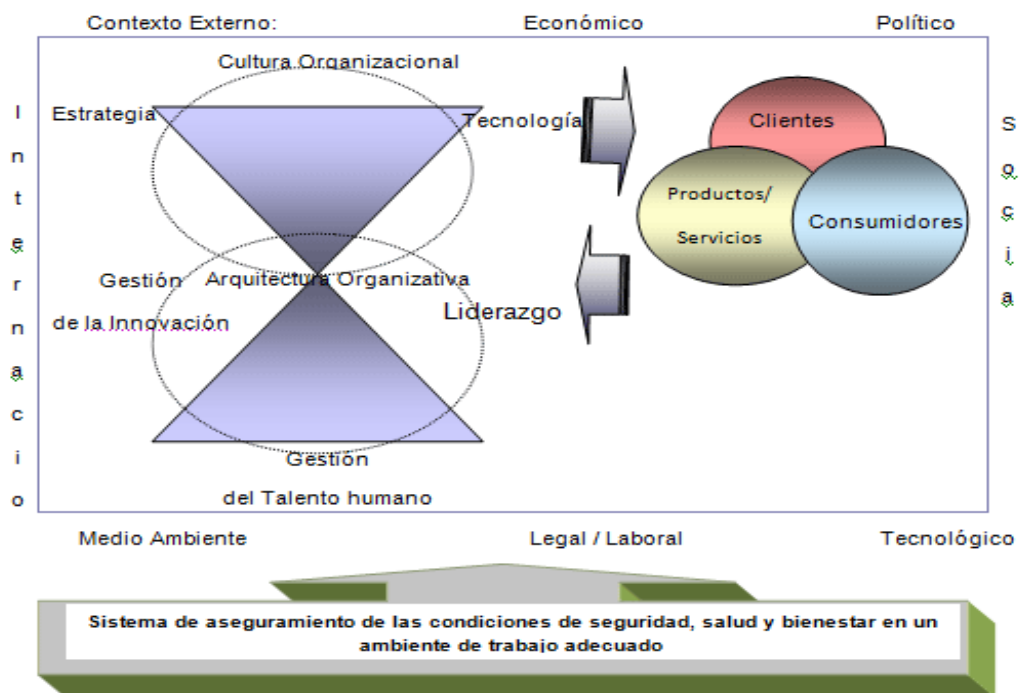 Contexto Externo: Económico Político
Cultura Organizacional
Estrategia
Tecnología
Clientes
Productos/
Servicios
Consumidores
Gestión
de la Innovación
Arquitectura Organizativa
Liderazgo
Gestión
del Talento humano
Internacio
Socia
Medio Ambiente Legal / Laboral Tecnológico
Sistema de aseguramiento de las condiciones de seguridad, salud y bienestar en un
ambiente de trabajo adecuado